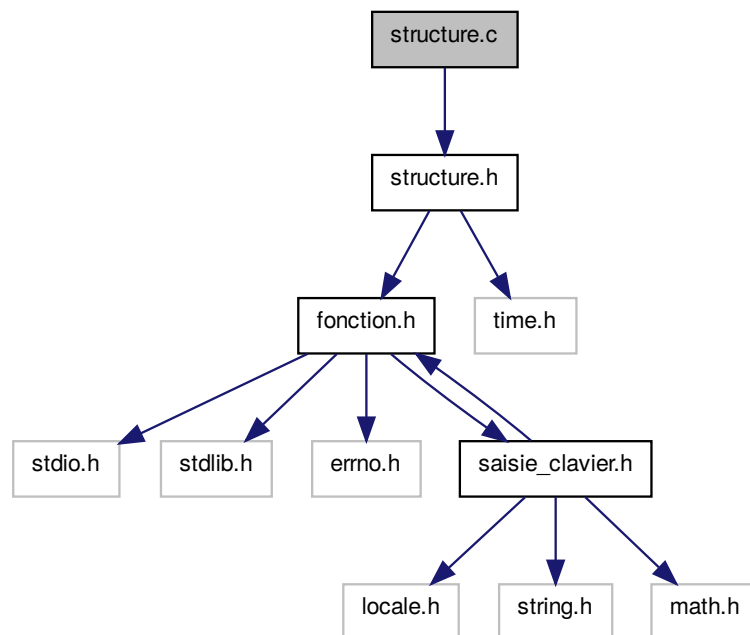 structure.c
structure.h
fonction.h
time.h
stdio.h
stdlib.h
errno.h
saisie_clavier.h
locale.h
string.h
math.h